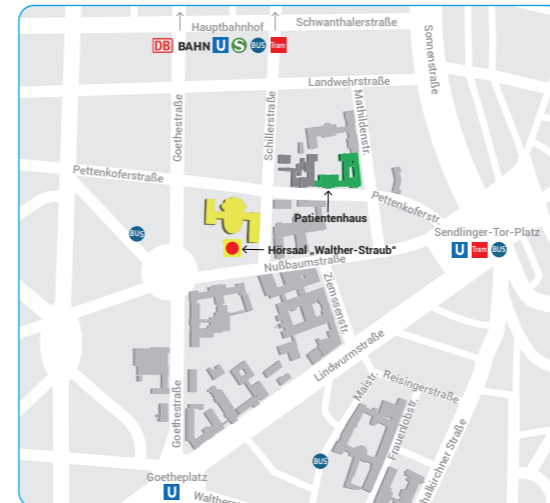 Hauptbahnhof
Schwanthalerstraße
DB BAHN U S BUS Tram
Sonnenstraße
Landwehrstraße
Goethestraße
Schillerstraße
Mathildenstr.
Pettenkoferstraße
Pettenkoferstr.
Patientenhaus
BUS
Sendlinger-Tor-Platz
U Tram BUS
Hörsaal „Walther-Straub“
Nußbaumstraße
Ziemssenstr.
Lindwurmstraße
Goethestraße
Maistr.
Reisingerstraße
Frauenlobstr.
BUS
Goetheplatz
U